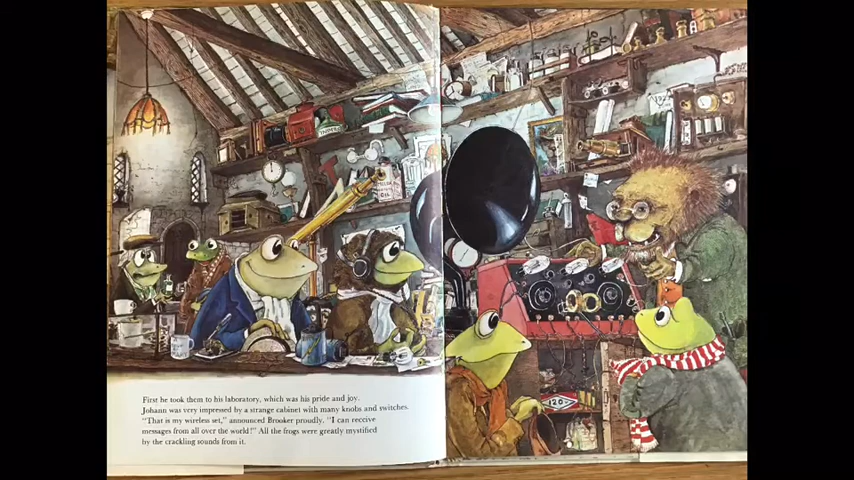 First he took them to his laboratory, which was his pride and joy.
Johann was very impressed by a strange cabinet with many knobs and switches.
"That is my wireless set," announced Brooker proudly. "I can receive
messages from all over the world!" All the frogs were greatly mystified
by the crackling sounds from it.
120